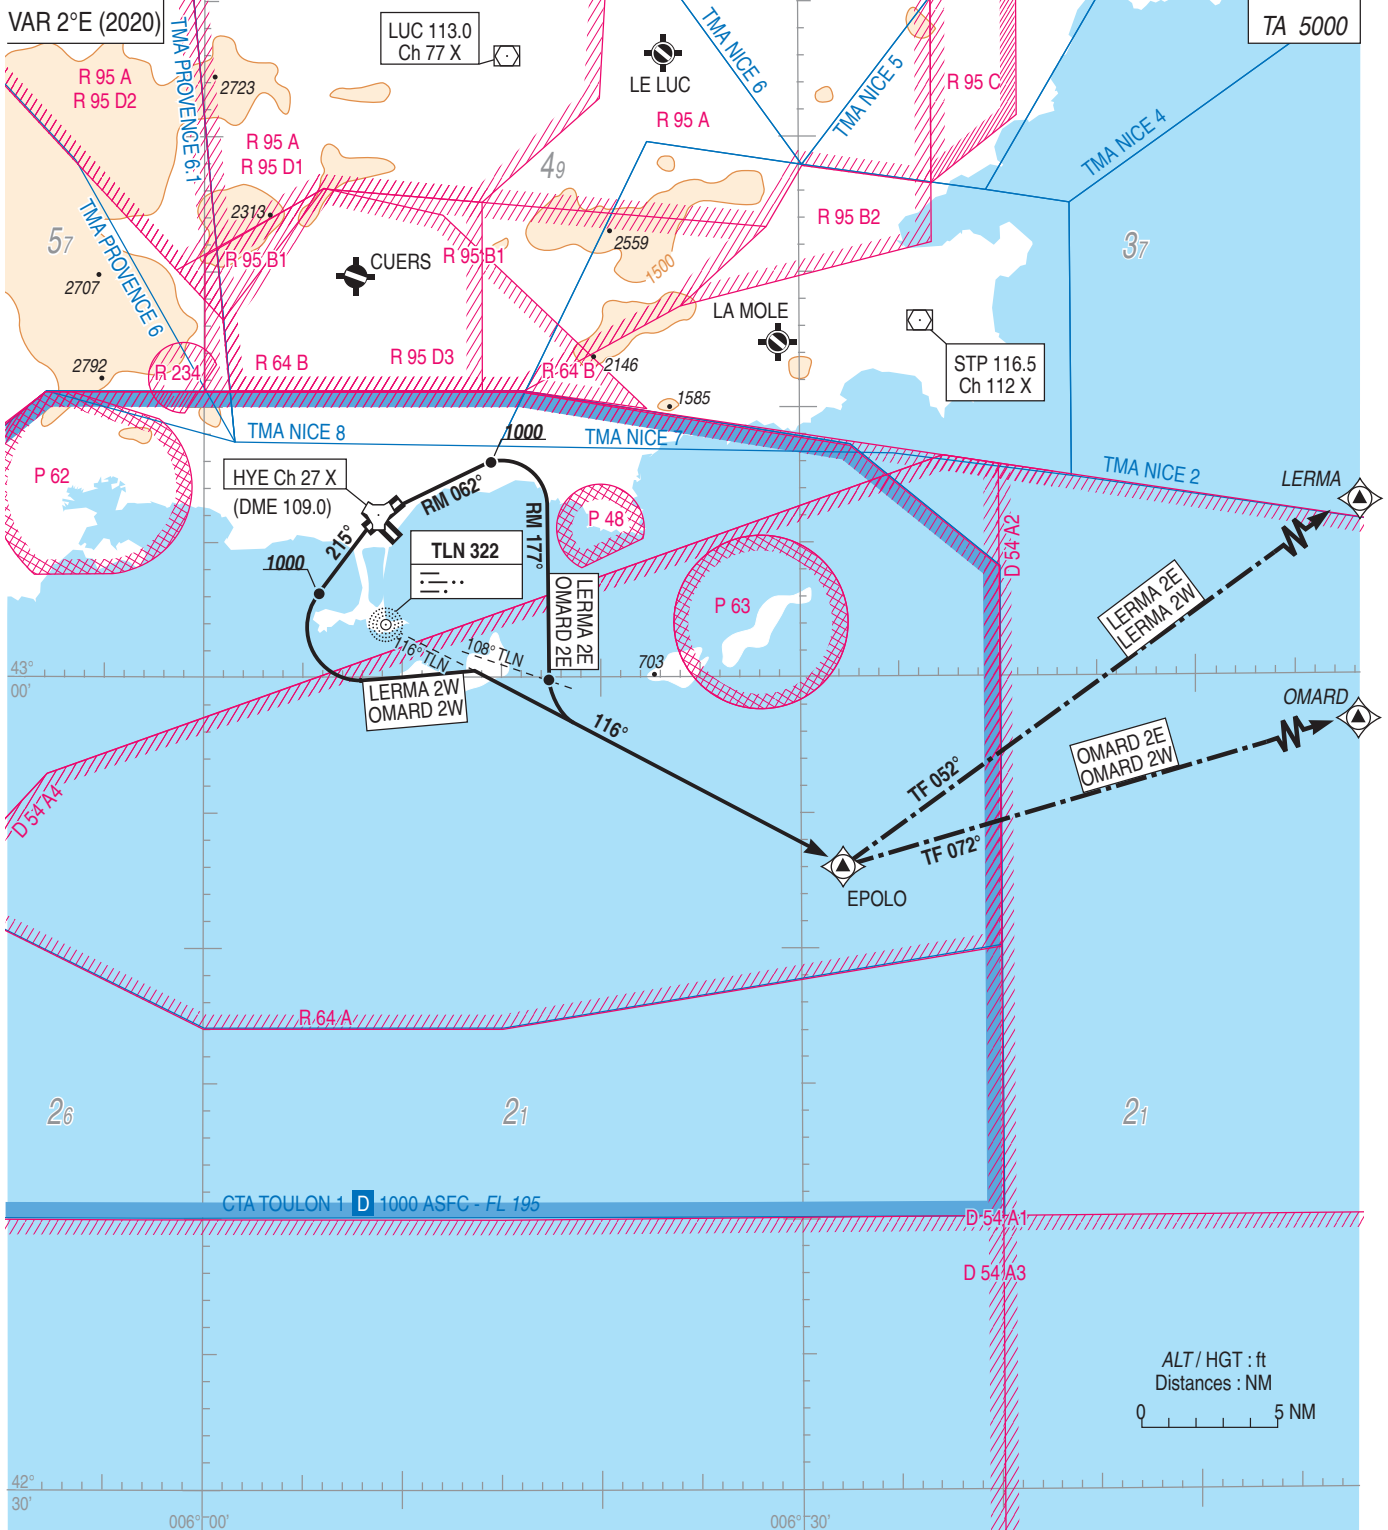 VAR 2°E (2020)
TMA PROVENCE 6.1
LUC 113.0
Ch 77 X
LE LUC
TMA NICE 6
TMA NICE 5
TA 5000
R 95 A
R 95 D2
2723
R 95 A
R 95 D1
R 95 A
R 95 C
TMA NICE 4
49
2313
57
TMA PROVENCE 6
2707
R 95 B1
CUERS
R 95 B1
2559
1500
R 95 B2
37
LA MOLE
STP 116.5
Ch 112 X
2792
R 234
R 64 B
R 95 D3
R 64 B
2146
1585
TMA NICE 8
1000
TMA NICE 7
TMA NICE 2
LERMA
P 62
HYE Ch 27 X
(DME 109.0)
RM 062°
RM 177°
P 48
D 54 A2
215°
1000
TLN 322
LERMA 2E
OMARD 2E
P 63
LERMA 2E
LERMA 2W
116° TLN
108° TLN
703
43°
00'
LERMA 2W
OMARD 2W
116°
OMARD
OMARD 2E
OMARD 2W
D 54 A4
TF 052°
TF 072°
EPOLO
R 64 A
26
21
21
CTA TOULON 1 D 1000 ASFC - FL 195
D 54 A1
D 54 A3
ALT / HGT : ft
Distances : NM
0 5 NM
42°
30'
006° 00'
006° 30'